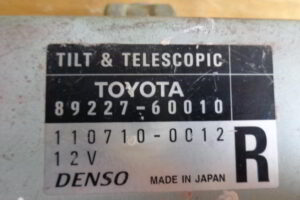 TILT & TELESCOPIC
TOYOTA
89227-60010
110710-0012
12V
R
DENSO MADE IN JAPAN